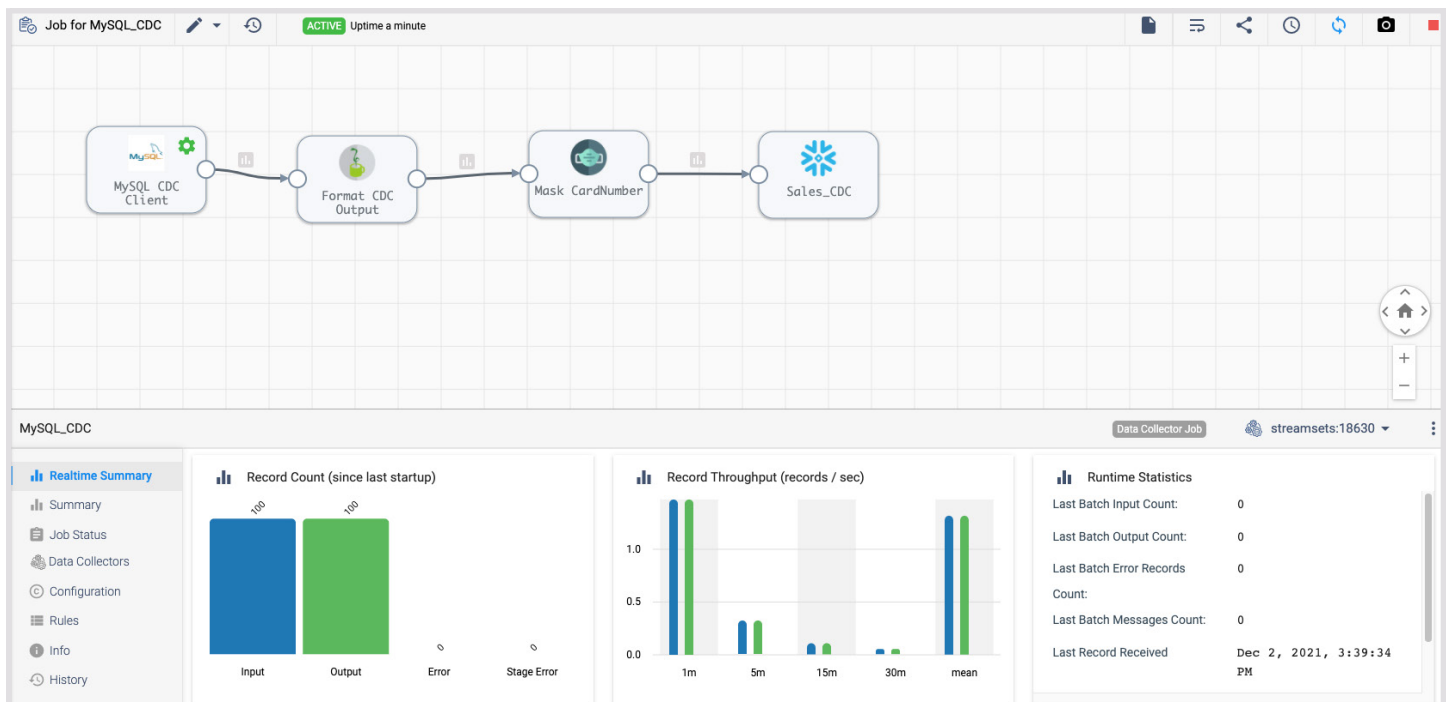 Job for MySQL_CDC
ACTIVE Uptime a minute
MySQL
MySQL CDC
Client
Format CDC
Output
Mask CardNumber
Sales_CDC
MySQL_CDC
Data Collector Job
streamsets:18630
Realtime Summary
Summary
Job Status
Data Collectors
Configuration
Rules
Info
History
Record Count (since last startup)
100
100
0
0
Input
Output
Error
Stage Error
Record Throughput (records / sec)
1.0
0.5
0.0
1m
5m
15m
30m
mean
Runtime Statistics
Last Batch Input Count: 0
Last Batch Output Count: 0
Last Batch Error Records 0
Count:
Last Batch Messages Count: 0
Last Record Received Dec 2, 2021, 3:39:34
PM